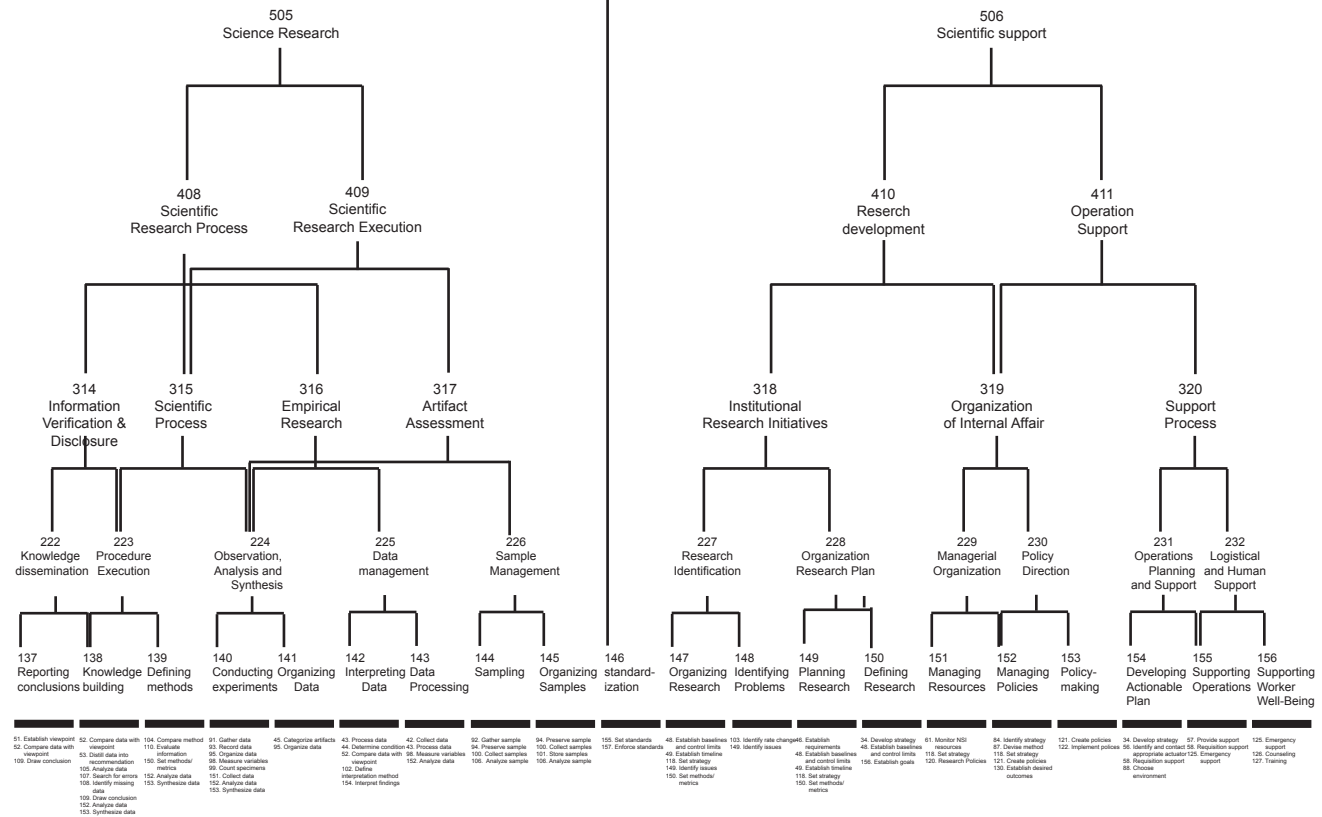 505
Science Research
506
Scientific support
408
Scientific
Research Process
409
Scientific
Research Execution
410
Reserch
development
411
Operation
Support
314
Information
Verification &
Disclosure
315
Scientific
Process
316
Empirical
Research
317
Artifact
Assessment
318
Institutional
Research Initiatives
319
Organization
of Internal Affair
320
Support
Process
222
Knowledge
dissemination
223
Procedure
Execution
224
Observation,
Analysis and
Synthesis
225
Data
management
226
Sample
Management
227
Research
Identification
228
Organization
Research Plan
229
Managerial
Organization
230
Policy
Direction
231
Operations
Planning
and Support
232
Logistical
and Human
Support
137
Reporting
conclusions
138
Knowledge
building
139
Defining
methods
140
Conducting
experiments
141
Organizing
Data
142
Interpreting
Data
143
Data
Processing
144
Sampling
145
Organizing
Samples
146
standard-
ization
147
Organizing
Research
148
Identifying
Problems
149
Planning
Research
150
Defining
Research
151
Managing
Resources
152
Managing
Policies
153
Policy-
making
154
Developing
Actionable
Plan
155
Supporting
Operations
156
Supporting
Worker
Well-Being
51. Establish viewpoint
52. Compare data with
viewpoint
109. Draw conclusion
52. Compare data with
viewpoint
53. Distill data into
recommendation
105. Analyze data
107. Search for errors
108. Identify missing
data
109. Draw conclusion
152. Analyze data
153. Synthesize data
104. Compare method
110. Evaluate
information
150. Set methods/
metrics
152. Analyze data
153. Synthesize data
91. Gather data
93. Record data
95. Organize data
98. Measure variables
99. Count specimens
151. Collect data
152. Analyze data
153. Synthesize data
45. Categorize artifacts
95. Organize data
43. Process data
44. Determine condition
52. Compare data with
viewpoint
102. Define
interpretation method
154. Interpret findings
42. Collect data
43. Process data
98. Measure variables
152. Analyze data
92. Gather sample
94. Preserve sample
100. Collect samples
106. Analyze sample
94. Preserve sample
100. Collect samples
101. Store samples
106. Analyze sample
155. Set standards
157. Enforce standards
48. Establish baselines
and control limits
49. Establish timeline
118. Set strategy
149. Identify issues
150. Set methods/
metrics
103. Identify rate change
149. Identify issues
46. Establish
requirements
48. Establish baselines
and control limits
49. Establish timeline
118. Set strategy
150. Set methods/
metrics
34. Develop strategy
48. Establish baselines
and control limits
156. Establish goals
61. Monitor NSI
resources
118. Set strategy
120. Research Policies
84. Identify strategy
87. Devise method
118. Set strategy
121. Create policies
130. Establish desired
outcomes
121. Create policies
122. Implement policies
34. Develop strategy
56. Identify and contact
appropriate actuator
58. Requisition support
88. Choose
environment
57. Provide support
58. Requisition support
125. Emergency
support
125. Emergency
support
126. Counseling
127. Training